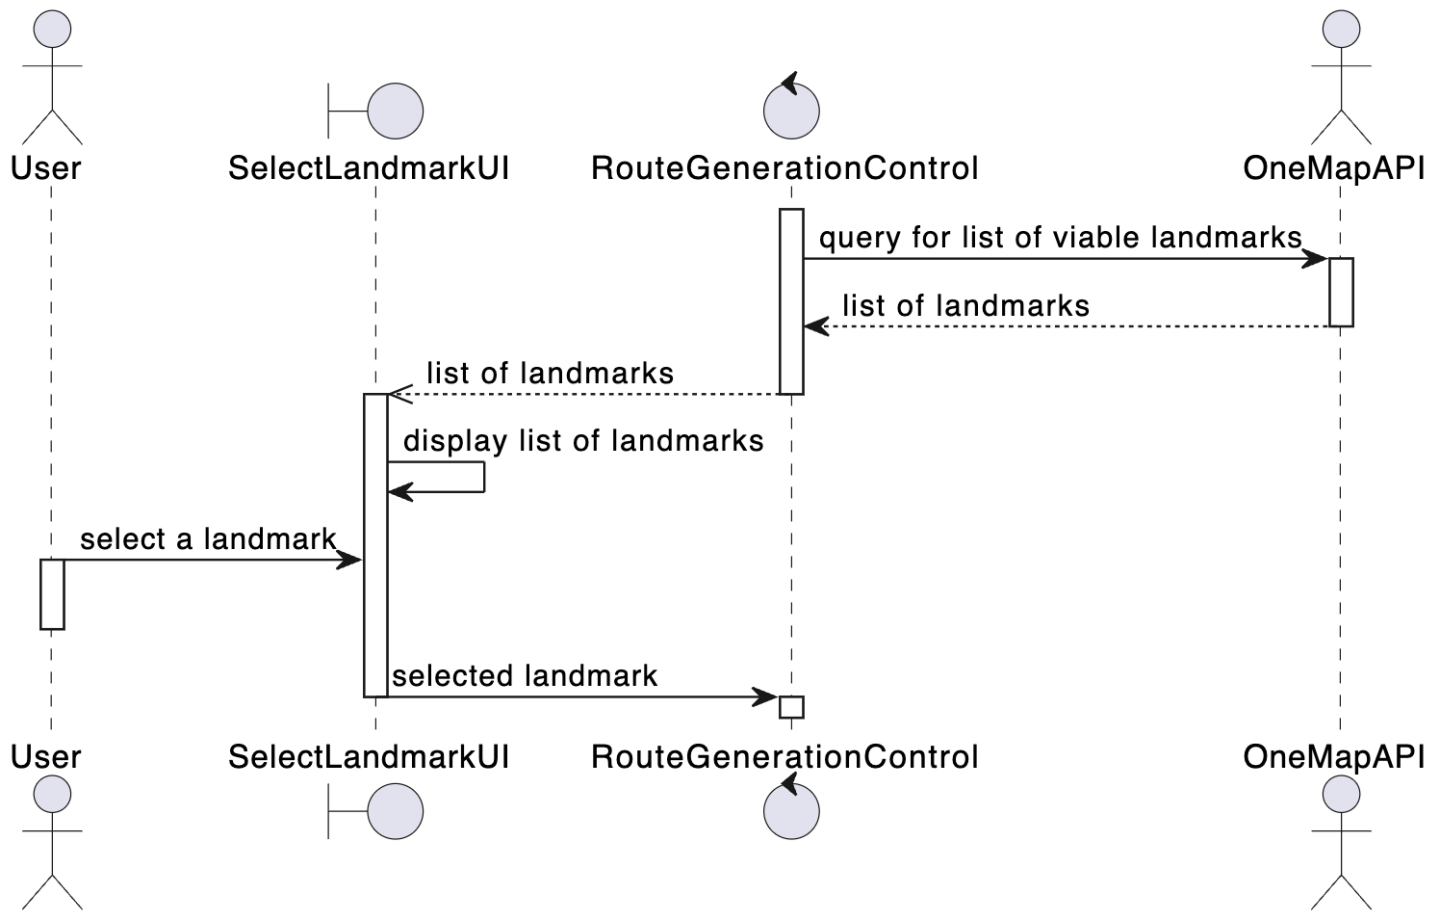 User
SelectLandmarkUI
RouteGenerationControl
OneMapAPI
query for list of viable landmarks
list of landmarks
list of landmarks
display list of landmarks
select a landmark
selected landmark
User
SelectLandmarkUI
RouteGenerationControl
OneMapAPI